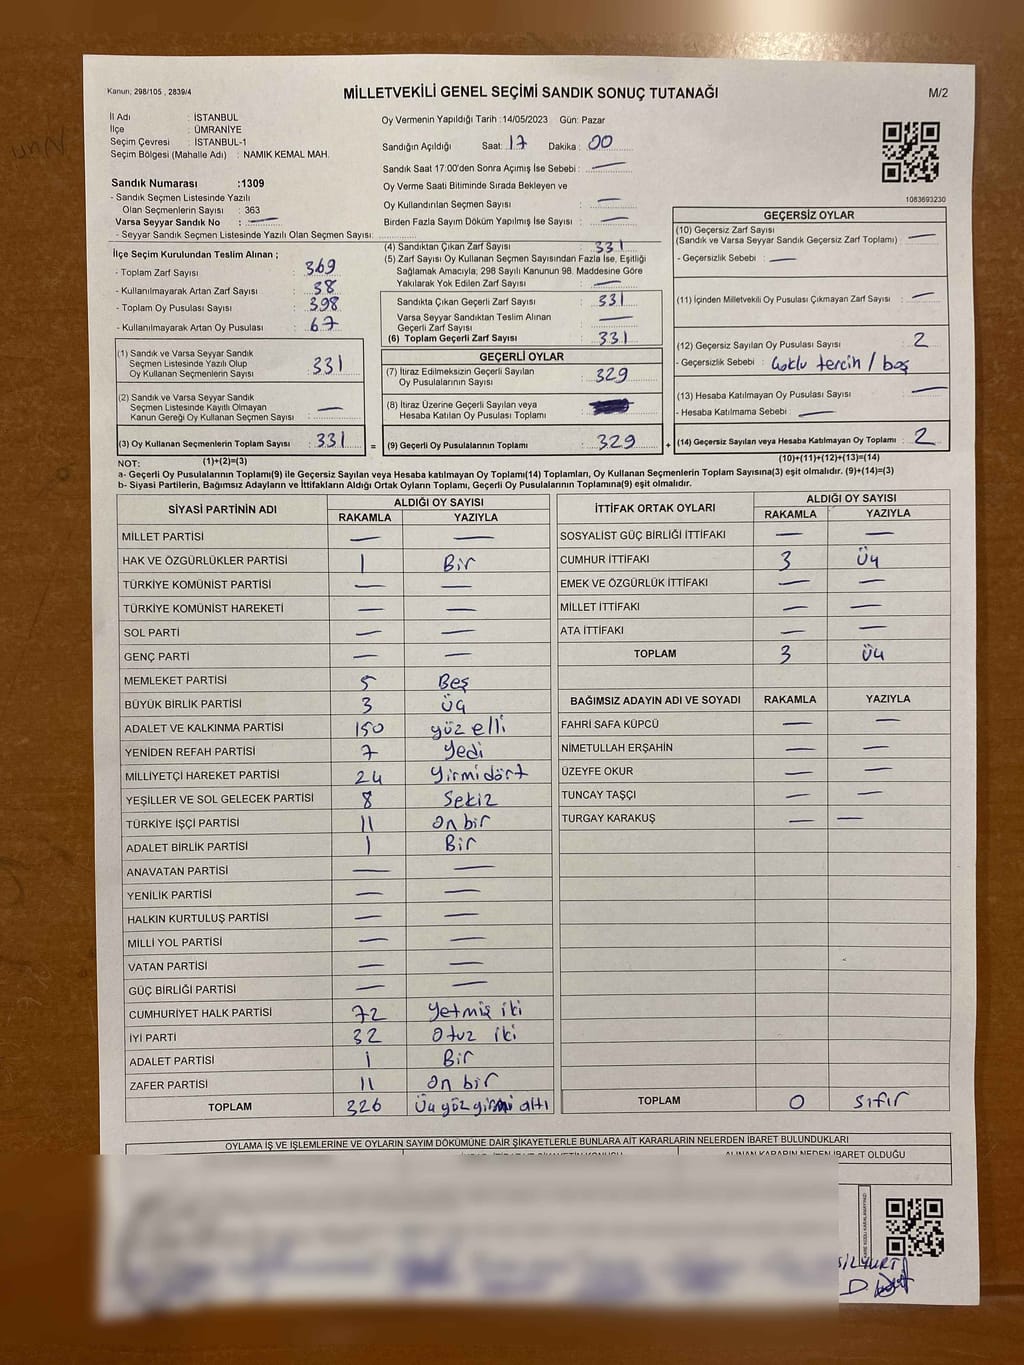 Kanun; 298/105 , 2839/4
MİLLETVEKİLİ GENEL SEÇİMİ SANDIK SONUÇ TUTANAĞI
M/2
İl Adı : İSTANBUL
İlçe : ÜMRANİYE
Seçim Çevresi : İSTANBUL-1
Seçim Bölgesi (Mahalle Adı) : NAMIK KEMAL MAH.
Oy Vermenin Yapıldığı Tarih :14/05/2023 Gün: Pazar
Sandığın Açıldığı Saat: 17 Dakika: 00
Sandık Saat 17:00'den Sonra Açımış İse Sebebi : —
Oy Verme Saati Bitiminde Sırada Bekleyen ve
Oy Kullandırılan Seçmen Sayısı : —
Birden Fazla Sayım Döküm Yapılmış İse Sayısı : —
1083693230
Sandık Numarası :1309
- Sandık Seçmen Listesinde Yazılı
Olan Seçmenlerin Sayısı : 363
Varsa Seyyar Sandık No : —
- Seyyar Sandık Seçmen Listesinde Yazılı Olan Seçmen Sayısı:
İlçe Seçim Kurulundan Teslim Alınan ;
- Toplam Zarf Sayısı : 369
- Kullanılmayarak Artan Zarf Sayısı : 38
- Toplam Oy Pusulası Sayısı : 398
- Kullanılmayarak Artan Oy Pusulası : 67
(1) Sandık ve Varsa Seyyar Sandık
Seçmen Listesinde Yazılı Olup
Oy Kullanan Seçmenlerin Sayısı : 331
(2) Sandık ve Varsa Seyyar Sandık
Seçmen Listesinde Kayıtlı Olmayan
Kanun Gereği Oy Kullanan Seçmen Sayısı : —
(3) Oy Kullanan Seçmenlerin Toplam Sayısı : 331 =
(1)+(2)=(3)
(4) Sandıktan Çıkan Zarf Sayısı : 331
(5) Zarf Sayısı Oy Kullanan Seçmen Sayısından Fazla İse, Eşitliği
Sağlamak Amacıyla; 298 Sayılı Kanunun 98. Maddesine Göre
Yakılarak Yok Edilen Zarf Sayısı : —
Sandıkta Çıkan Geçerli Zarf Sayısı : 331
Varsa Seyyar Sandıktan Teslim Alınan
Geçerli Zarf Sayısı : —
(6) Toplam Geçerli Zarf Sayısı : 331
GEÇERLİ OYLAR
(7) İtiraz Edilmeksizin Geçerli Sayılan
Oy Pusulalarının Sayısı : 329
(8) İtiraz Üzerine Geçerli Sayılan veya
Hesaba Katılan Oy Pusulası Toplamı :
(9) Geçerli Oy Pusulalarının Toplamı : 329 +
GEÇERSİZ OYLAR
(10) Geçersiz Zarf Sayısı
(Sandık ve Varsa Seyyar Sandık Geçersiz Zarf Toplamı) : —
- Geçersizlik Sebebi : —
(11) İçinden Milletvekili Oy Pusulası Çıkmayan Zarf Sayısı : —
(12) Geçersiz Sayılan Oy Pusulası Sayısı : 2
- Geçersizlik Sebebi : Çoklu tercih / boş
(13) Hesaba Katılmayan Oy Pusulası Sayısı : —
- Hesaba Katılmama Sebebi : —
(14) Geçersiz Sayılan veya Hesaba Katılmayan Oy Toplamı : 2
(10)+(11)+(12)+(13)=(14)
NOT:
a- Geçerli Oy Pusulalarının Toplamı(9) ile Geçersiz Sayılan veya Hesaba katılmayan Oy Toplamı(14) Toplamları, Oy Kullanan Seçmenlerin Toplam Sayısına(3) eşit olmalıdır. (9)+(14)=(3)
b- Siyasi Partilerin, Bağımsız Adayların ve İttifakların Aldığı Ortak Oyların Toplamı, Geçerli Oy Pusulalarının Toplamına(9) eşit olmalıdır.
SİYASİ PARTİNİN ADI
ALDIĞI OY SAYISI
RAKAMLA YAZIYLA
MİLLET PARTİSİ — —
HAK VE ÖZGÜRLÜKLER PARTİSİ 1 Bir
TÜRKİYE KOMÜNİST PARTİSİ — —
TÜRKİYE KOMÜNİST HAREKETİ — —
SOL PARTİ — —
GENÇ PARTİ — —
MEMLEKET PARTİSİ 5 Beş
BÜYÜK BİRLİK PARTİSİ 3 Üç
ADALET VE KALKINMA PARTİSİ 150 yüz elli
YENİDEN REFAH PARTİSİ 7 Yedi
MİLLİYETÇİ HAREKET PARTİSİ 24 Yirmi dört
YEŞİLLER VE SOL GELECEK PARTİSİ 8 Sekiz
TÜRKİYE İŞÇİ PARTİSİ 11 On bir
ADALET BİRLİK PARTİSİ 1 Bir
ANAVATAN PARTİSİ — —
YENİLİK PARTİSİ — —
HALKIN KURTULUŞ PARTİSİ — —
MİLLİ YOL PARTİSİ — —
VATAN PARTİSİ — —
GÜÇ BİRLİĞİ PARTİSİ — —
CUMHURİYET HALK PARTİSİ 72 Yetmiş iki
İYİ PARTİ 32 Otuz iki
ADALET PARTİSİ 1 Bir
ZAFER PARTİSİ 11 On bir
TOPLAM 326 Üç yüz yirmi altı
İTTİFAK ORTAK OYLARI
ALDIĞI OY SAYISI
RAKAMLA YAZIYLA
SOSYALİST GÜÇ BİRLİĞİ İTTİFAKI — —
CUMHUR İTTİFAKI 3 Üç
EMEK VE ÖZGÜRLÜK İTTİFAKI — —
MİLLET İTTİFAKI — —
ATA İTTİFAKI — —
TOPLAM 3 Üç
BAĞIMSIZ ADAYIN ADI VE SOYADI RAKAMLA YAZIYLA
FAHRİ SAFA KÜPCÜ — —
NİMETULLAH ERŞAHİN — —
ÜZEYFE OKUR — —
TUNCAY TAŞÇI — —
TURGAY KARAKUŞ — —
TOPLAM 0 Sıfır
OYLAMA İŞ VE İŞLEMLERİNE VE OYLARIN SAYIM DÖKÜMÜNE DAİR ŞİKAYETLERLE BUNLARA AİT KARARLARIN NELERDEN İBARET BULUNDUKLARI
ALINAN KARARIN NEDEN İBARET OLDUĞU